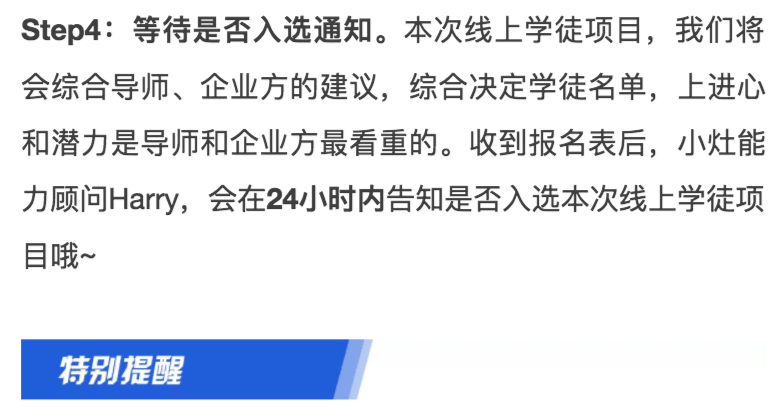 Step4：等待是否入选通知。本次线上学徒项目，我们将
会综合导师、企业方的建议，综合决定学徒名单，上进心
和潜力是导师和企业方最看重的。收到报名表后，小灶能
力顾问Harry，会在24小时内告知是否入选本次线上学徒项
目哦~
特别提醒